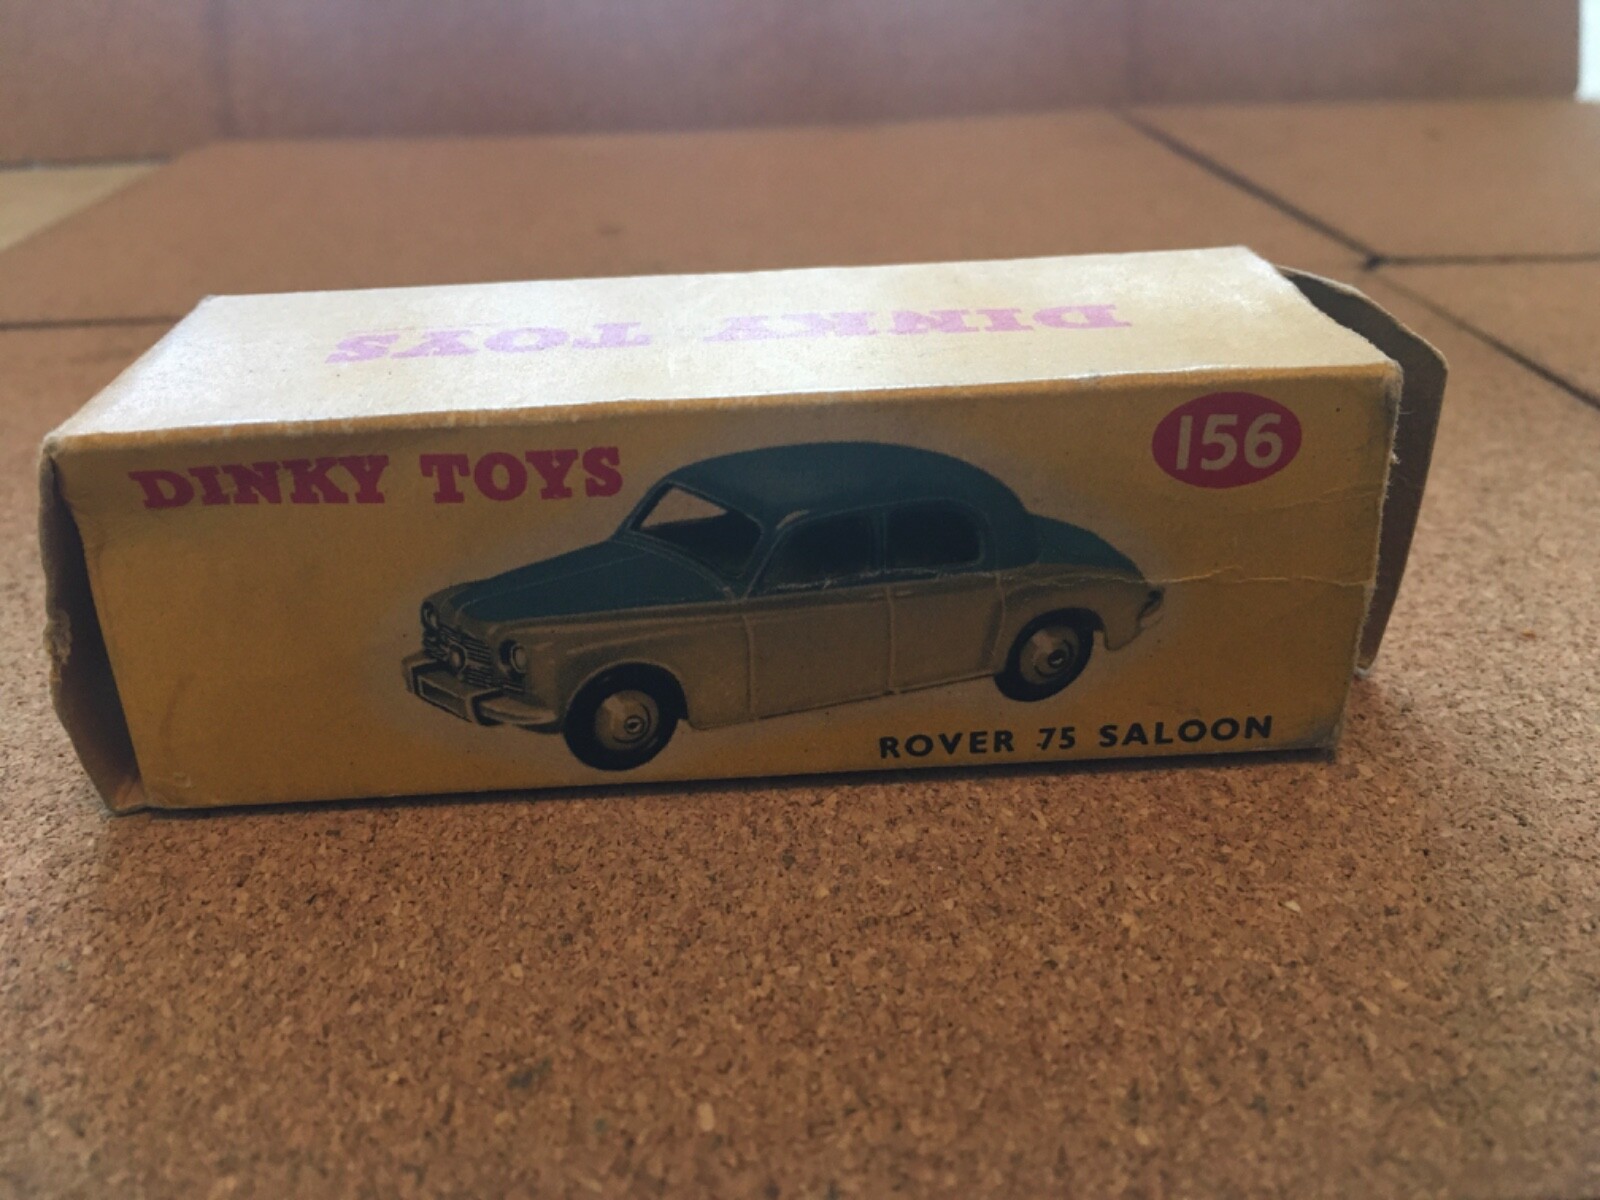 DINKY TOYS
DINKY TOYS
156
ROVER 75 SALOON